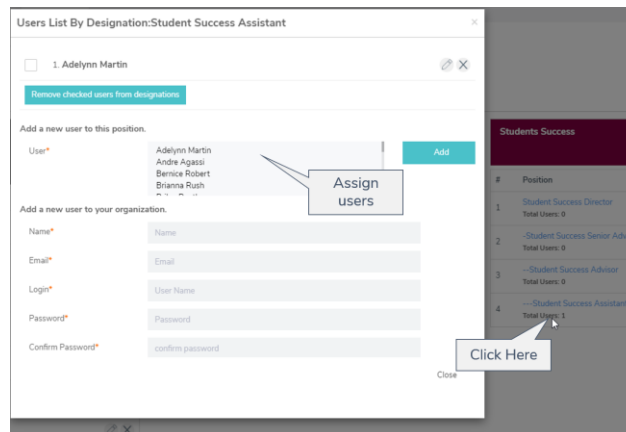 Users List By Designation:Student Success Assistant
×
1. Adelynn Martin
Remove checked users from designations
Add a new user to this position.
User*
Adelynn Martin
Andre Agassi
Bernice Robert
Brianna Rush
Add
Assign
users
Add a new user to your organization.
Name*
Name
Email*
Email
Login*
User Name
Password*
Password
Confirm Password*
confirm password
Close
Students Success
# Position
1 Student Success Director
Total Users: 0
2 -Student Success Senior Adv
Total Users: 0
3 --Student Success Advisor
Total Users: 0
4 ---Student Success Assistant
Total Users: 1
Click Here